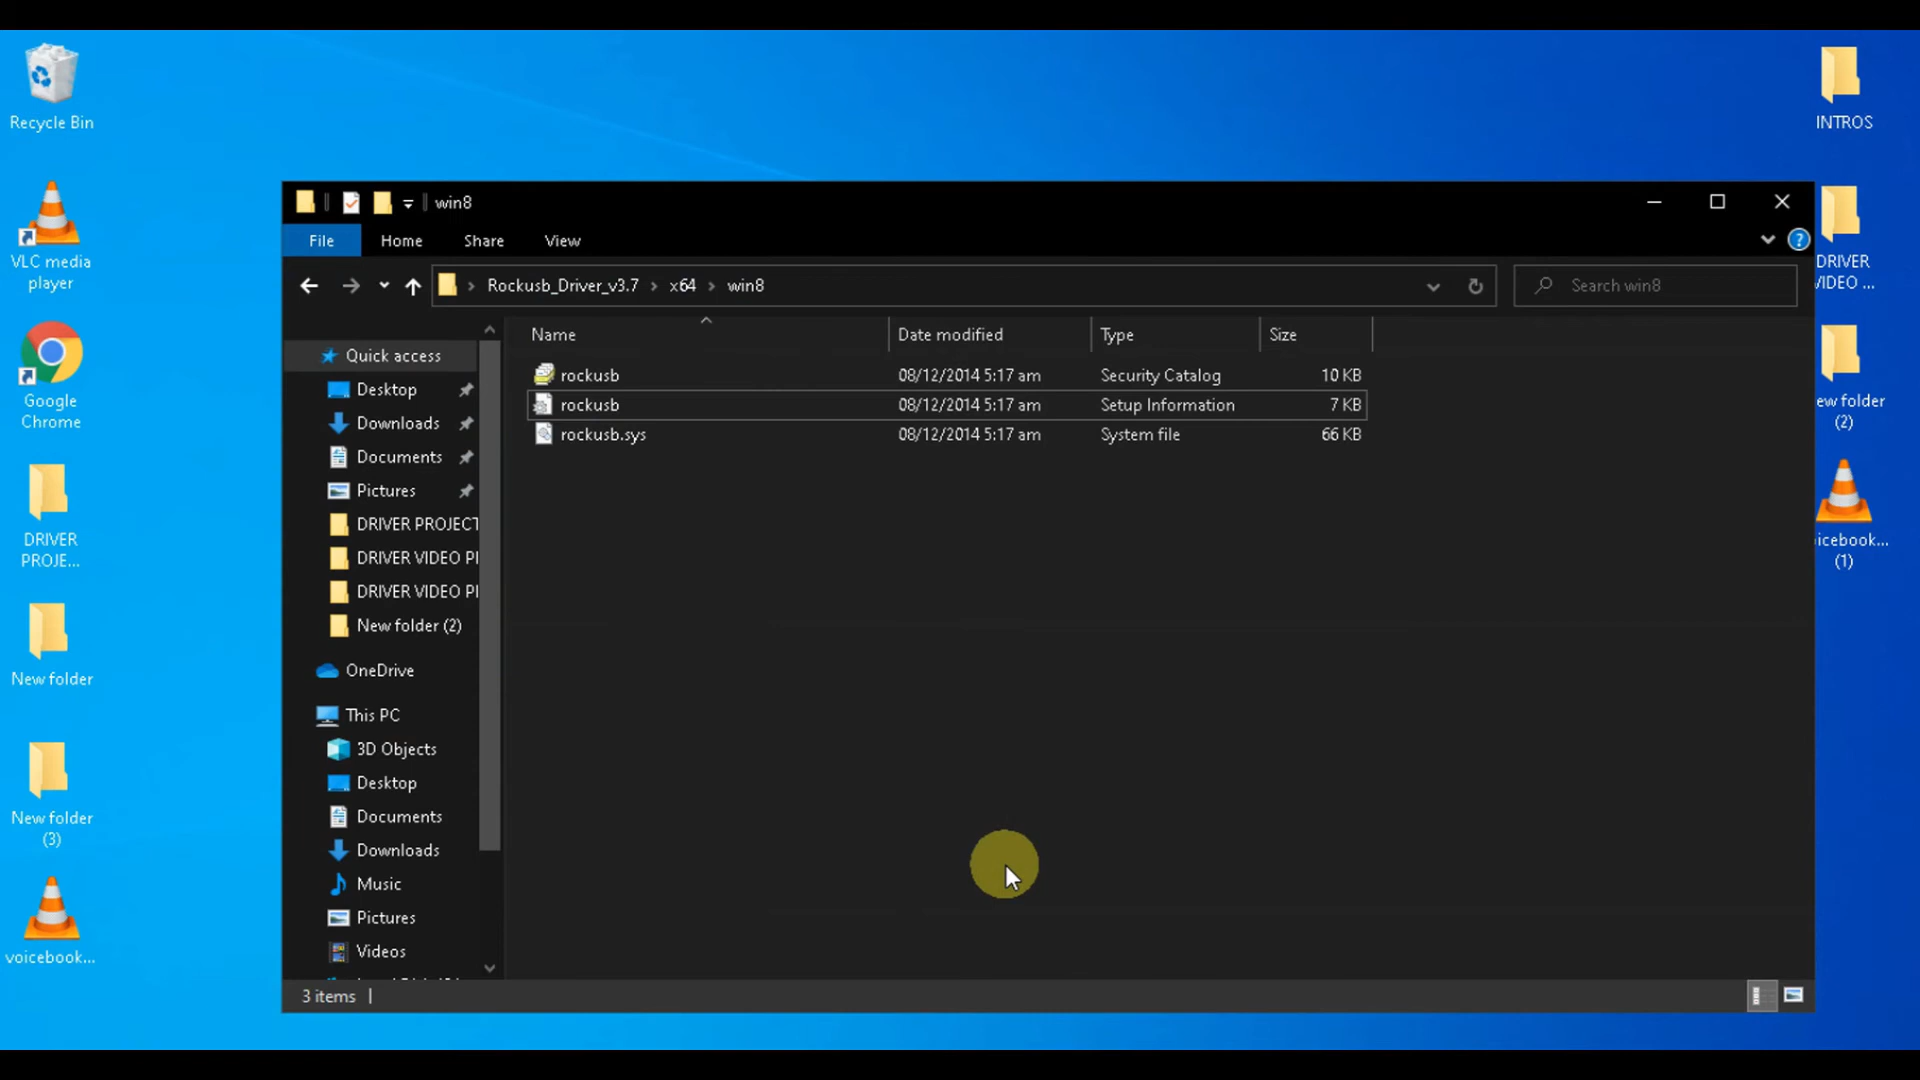 Recycle Bin
VLC media
player
Google
Chrome
DRIVER
PROJE...
New folder
New folder
(3)
voicebook...
win8
File
Home
Share
View
Rockusb_Driver_v3.7
x64
win8
Search win8
Quick access
Desktop
Downloads
Documents
Pictures
DRIVER PROJECT
DRIVER VIDEO
DRIVER VIDEO
New folder (2)
OneDrive
This PC
3D Objects
Desktop
Documents
Downloads
Music
Pictures
Videos
Name Date modified Type Size
rockusb 08/12/2014 5:17 am Security Catalog 10 KB
rockusb 08/12/2014 5:17 am Setup Information 7 KB
rockusb.sys 08/12/2014 5:17 am System file 66 KB
3 items
INTROS
DRIVER
VIDEO ...
ew folder
(2)
icebook...
(1)